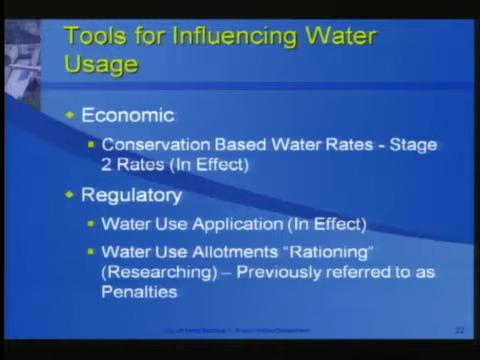 Tools for Influencing Water
Usage
Economic
Conservation Based Water Rates - Stage
2 Rates (In Effect)
Regulatory
Water Use Application (In Effect)
Water Use Allotments “Rationing”
(Researching) – Previously referred to as
Penalties